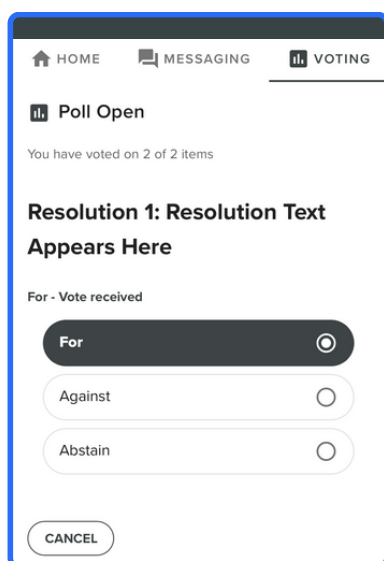 HOME MESSAGING VOTING
Poll Open
You have voted on 2 of 2 items
Resolution 1: Resolution Text
Appears Here
For - Vote received
For
Against
Abstain
CANCEL